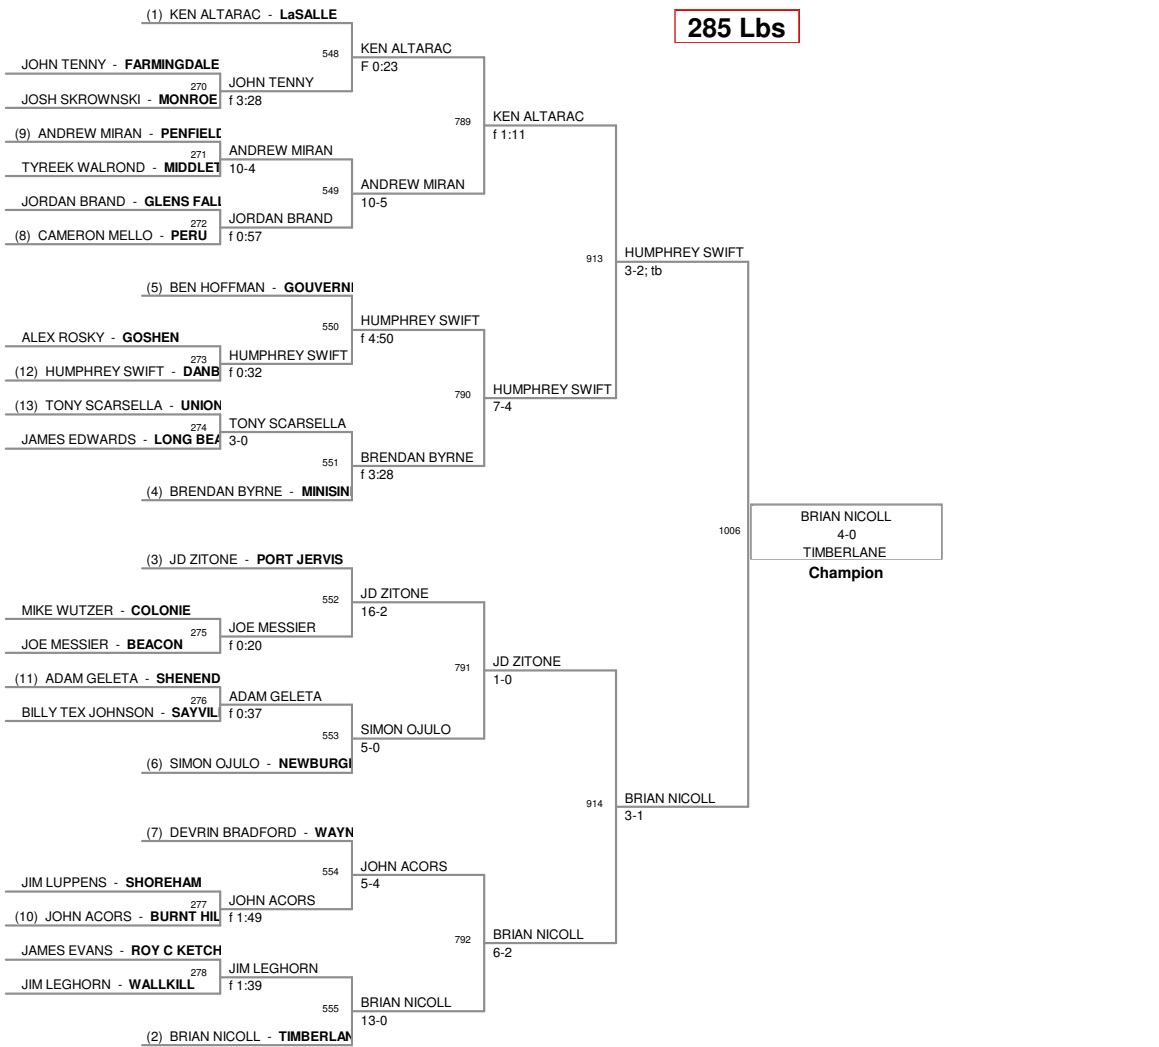 285 Lbs
(1) KEN ALTARAC - LaSALLE
548
KEN ALTARAC
F 0:23
JOHN TENNY - FARMINGDALE
270
JOHN TENNY
f 3:28
JOSH SKROWNSKI - MONROE
789
KEN ALTARAC
f 1:11
(9) ANDREW MIRAN - PENFIELD
271
ANDREW MIRAN
10-4
TYREEK WALROND - MIDDLET
549
ANDREW MIRAN
10-5
JORDAN BRAND - GLENS FALL
272
JORDAN BRAND
f 0:57
(8) CAMERON MELLO - PERU
913
HUMPHREY SWIFT
3-2; tb
(5) BEN HOFFMAN - GOUVERN
550
HUMPHREY SWIFT
f 4:50
ALEX ROSKY - GOSHEN
273
HUMPHREY SWIFT
f 0:32
(12) HUMPHREY SWIFT - DANB
790
HUMPHREY SWIFT
7-4
(13) TONY SCARSELLA - UNION
274
TONY SCARSELLA
3-0
JAMES EDWARDS - LONG BEA
551
BRENDAN BYRNE
f 3:28
(4) BRENDAN BYRNE - MINISIN
1006
BRIAN NICOLL
4-0
TIMBERLANE
Champion
(3) JD ZITONE - PORT JERVIS
552
JD ZITONE
16-2
MIKE WUTZER - COLONIE
275
JOE MESSIER
f 0:20
JOE MESSIER - BEACON
791
JD ZITONE
1-0
(11) ADAM GELETA - SHENEND
276
ADAM GELETA
f 0:37
BILLY TEX JOHNSON - SAYVIL
553
SIMON OJULO
5-0
(6) SIMON OJULO - NEWBURG
914
BRIAN NICOLL
3-1
(7) DEVRIN BRADFORD - WAYN
554
JOHN ACORS
5-4
JIM LUPPENS - SHOREHAM
277
JOHN ACORS
f 1:49
(10) JOHN ACORS - BURNT HIL
792
BRIAN NICOLL
6-2
JAMES EVANS - ROY C KETCH
278
JIM LEGHORN
f 1:39
JIM LEGHORN - WALLKILL
555
BRIAN NICOLL
13-0
(2) BRIAN NICOLL - TIMBERLAN